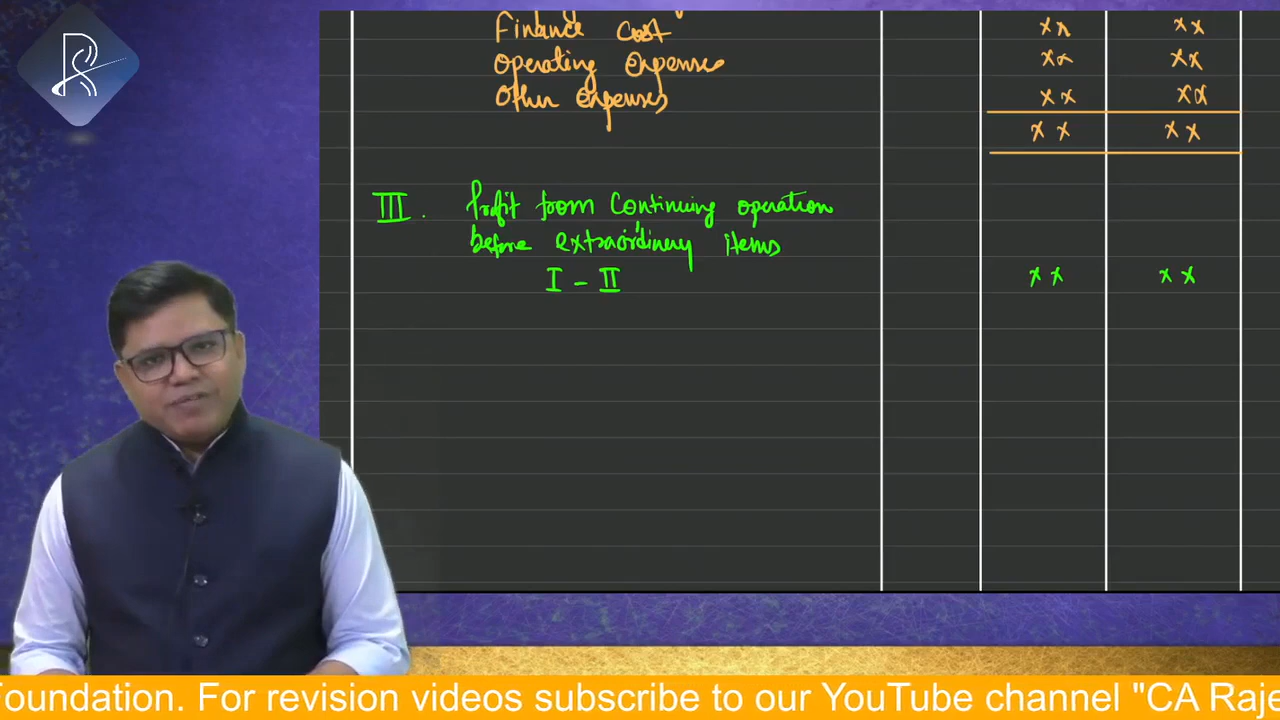 Finance Cost xx xx
Operating Expenses xx xx
Other Expenses xx xx
xx xx
III. Profit from Continuing operation
before extraordinary items
I - II xx xx
Foundation. For revision videos subscribe to our YouTube channel "CA Raje